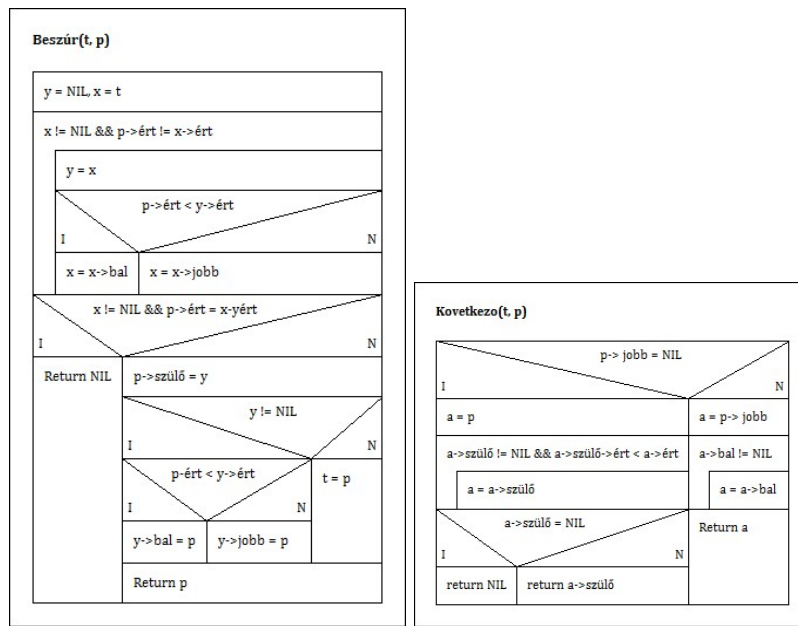 Beszúr(t, p)
y = NIL, x = t
x != NIL && p->ért != x->ért
y = x
p->ért < y->ért
I N
x = x->bal x = x->jobb
x != NIL && p->ért = x-yért
I N
Return NIL p->szülő = y
y != NIL
I N
p-ért < y->ért t = p
I N
y->bal = p y->jobb = p
Return p
Kovetkezo(t, p)
p-> jobb = NIL
I N
a = p a = p-> jobb
a->szülő != NIL && a->szülő->ért < a->ért a->bal != NIL
a = a->szülő a = a->bal
a->szülő = NIL Return a
I N
return NIL return a->szülő